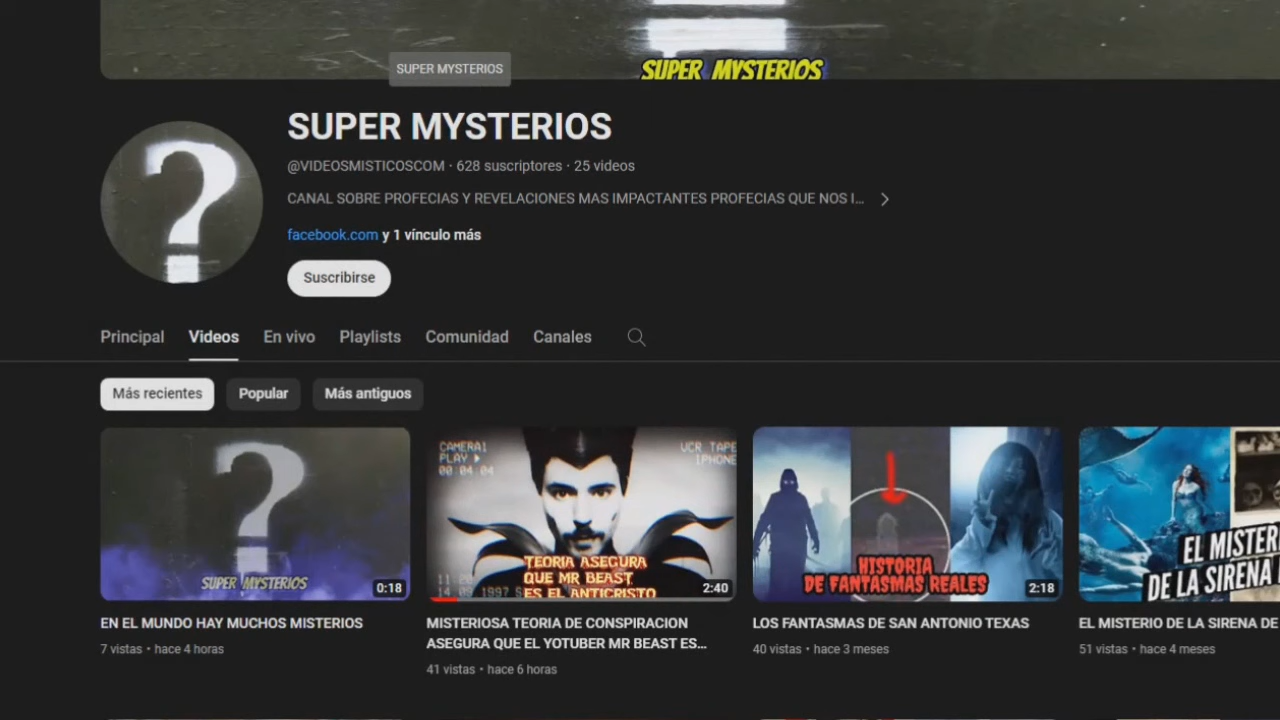 SUPER MYSTERIOS
SUPER MYSTERIOS
SUPER MYSTERIOS
@VIDEOSMISTICOSCOM · 628 suscriptores · 25 videos
CANAL SOBRE PROFECIAS Y REVELACIONES MAS IMPACTANTES PROFECIAS QUE NOS I...
facebook.com y 1 vínculo más
Suscribirse
Principal Videos En vivo Playlists Comunidad Canales
Más recientes Popular Más antiguos
SUPER MYSTERIOS
0:18
EN EL MUNDO HAY MUCHOS MISTERIOS
7 vistas • hace 4 horas
CAMERA1
PLAY
00:04:04
VCR TAPE
IPHONE
TEORIA ASEGURA
QUE MR BEAST
ES EL ANTICRISTO
2:40
MISTERIOSA TEORIA DE CONSPIRACION
ASEGURA QUE EL YOTUBER MR BEAST ES...
41 vistas • hace 6 horas
HISTORIA
DE FANTASMAS REALES
2:18
LOS FANTASMAS DE SAN ANTONIO TEXAS
40 vistas • hace 3 meses
EL MISTER
DE LA SIRENA
EL MISTERIO DE LA SIRENA DE
51 vistas • hace 4 meses